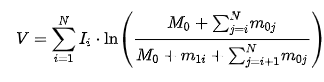 V = \sum_{i=1}^{N} I_i \cdot \ln \left( \frac{M_0 + \sum_{j=i}^{N} m_{0j}}{M_0 + m_{1i} + \sum_{j=i+1}^{N} m_{0j}} \right)